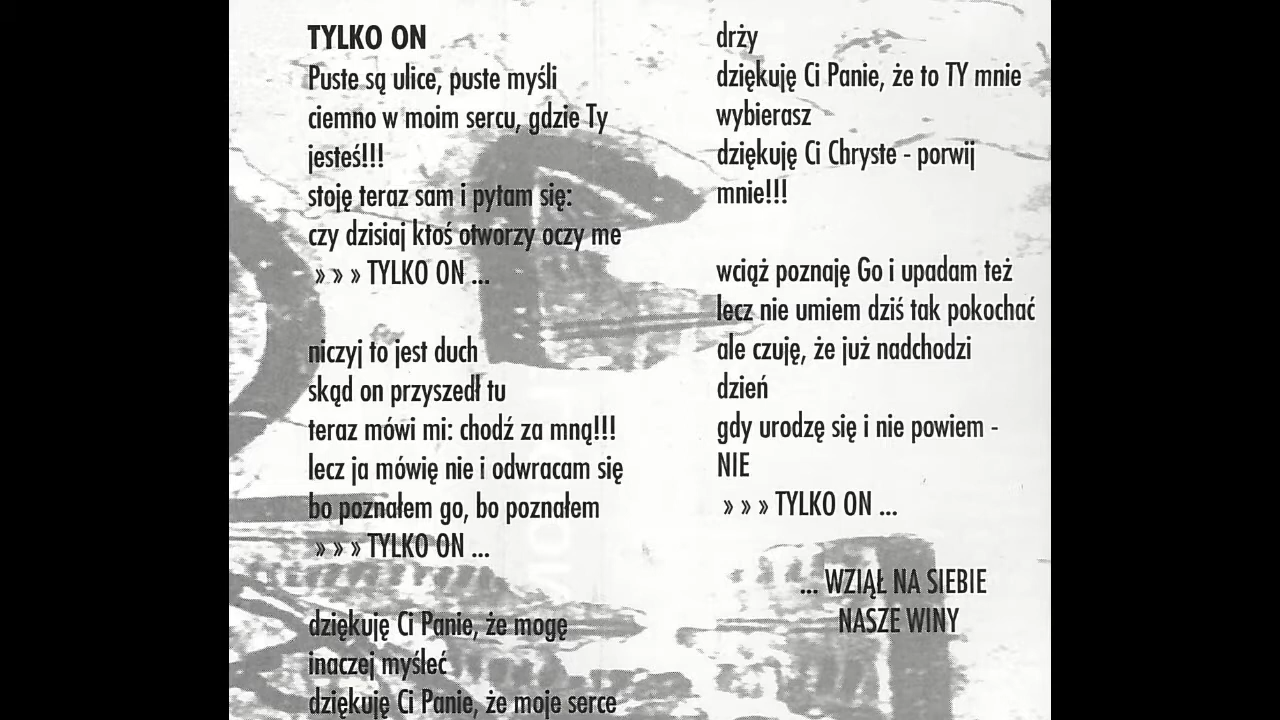 TYLKO ON
Puste są ulice, puste myśli
ciemno w moim sercu, gdzie Ty
jesteś!!!
stoję teraz sam i pytam się:
czy dzisiaj ktoś otworzy oczy me
» » » TYLKO ON ...
niczyj to jest duch
skąd on przyszedł tu
teraz mówi mi: chodź za mną!!!
lecz ja mówię nie i odwracam się
bo poznałem go, bo poznałem
» » » TYLKO ON ...
dziękuję Ci Panie, że mogę
inaczej myśleć
dziękuję Ci Panie, że moje serce
drży
dziękuję Ci Panie, że to TY mnie
wybierasz
dziękuję Ci Chryste - porwij
mnie!!!
wciąż poznaję Go i upadam też
lecz nie umiem dziś tak pokochać
ale czuję, że już nadchodzi
dzień
gdy urodzę się i nie powiem -
NIE
» » » TYLKO ON ...
... WZIĄŁ NA SIEBIE
NASZE WINY